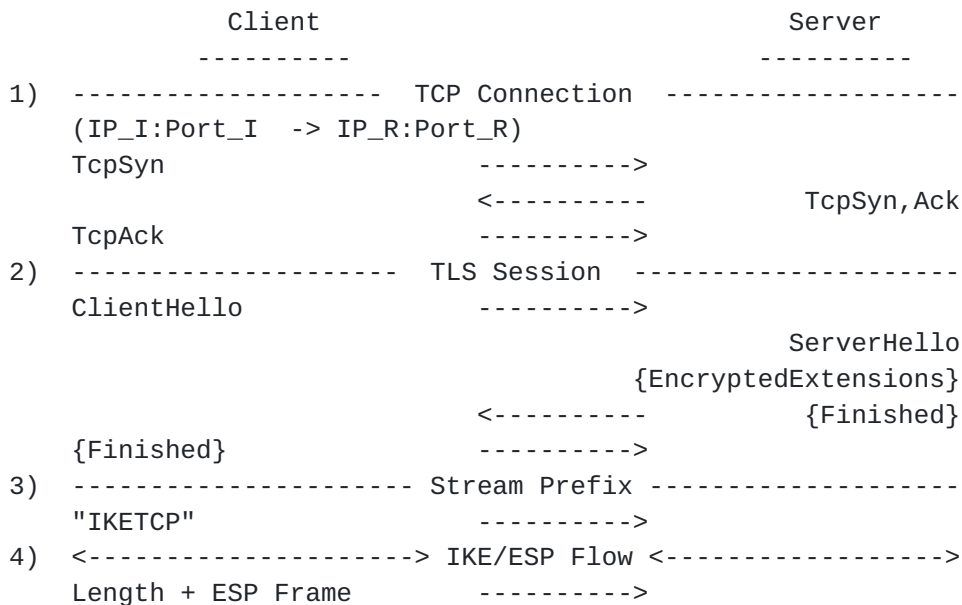 Client                              Server
            ----------                          ----------
1)  --------------------  TCP Connection  -------------------
    (IP_I:Port_I  -> IP_R:Port_R)
    TcpSyn                    ---------->
                              <----------          TcpSyn,Ack
    TcpAck                    ---------->
2)  ---------------------  TLS Session  ---------------------
    ClientHello               ---------->
                                                  ServerHello
                                        {EncryptedExtensions}
                              <----------          {Finished}
    {Finished}                ---------->
3)  ---------------------- Stream Prefix --------------------
    "IKETCP"                  ---------->
4)  <----------------------> IKE/ESP Flow <------------------>
    Length + ESP Frame        ---------->